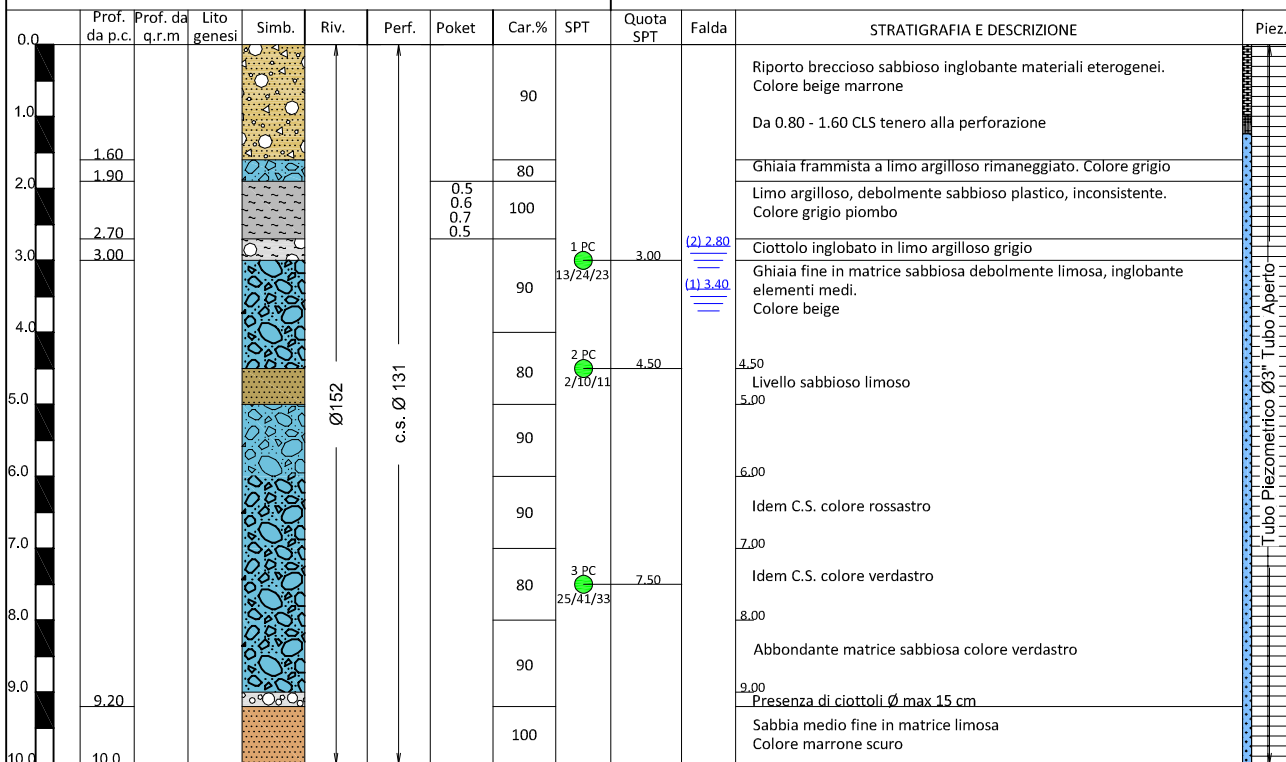 Prof. da p.c.
Prof. da q.r.m
Lito genesi
Simb.
Riv.
Perf.
Poket
Car.%
SPT
Quota SPT
Falda
STRATIGRAFIA E DESCRIZIONE
Piez.
0.0
1.0
2.0
3.0
4.0
5.0
6.0
7.0
8.0
9.0
10.0
1.60
1.90
2.70
3.00
9.20
10.0
Ø152
c.s. Ø 131
0.5
0.6
0.7
0.5
90
80
100
90
80
90
90
80
90
100
1 PC
13/24/23
2 PC
2/10/11
3 PC
25/41/33
3.00
4.50
7.50
(2) 2.80
(1) 3.40
Riporto breccioso sabbioso inglobante materiali eterogenei.
Colore beige marrone
Da 0.80 - 1.60 CLS tenero alla perforazione
Ghiaia frammista a limo argilloso rimaneggiato. Colore grigio
Limo argilloso, debolmente sabbioso plastico, inconsistente.
Colore grigio piombo
Ciottolo inglobato in limo argilloso grigio
Ghiaia fine in matrice sabbiosa debolmente limosa, inglobante
elementi medi.
Colore beige
4.50
Livello sabbioso limoso
5.00
6.00
Idem C.S. colore rossastro
7.00
Idem C.S. colore verdastro
8.00
Abbondante matrice sabbiosa colore verdastro
9.00
Presenza di ciottoli Ø max 15 cm
Sabbia medio fine in matrice limosa
Colore marrone scuro
Tubo Piezometrico Ø3" Tubo Aperto